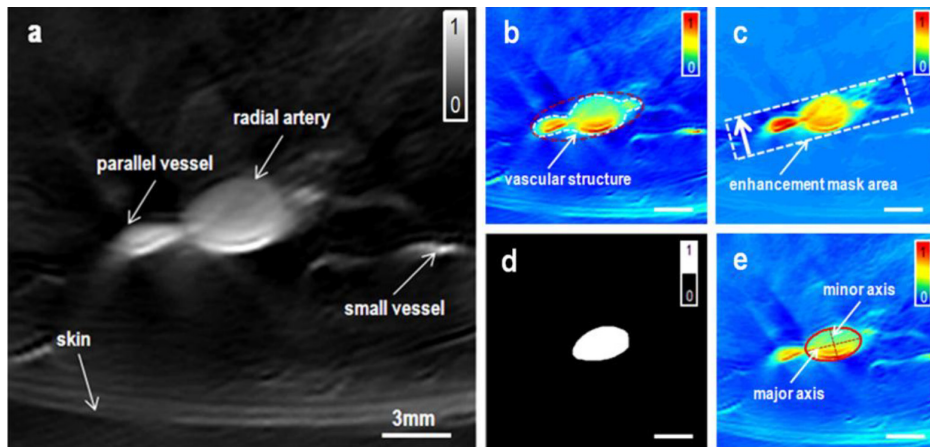 a
1
0
radial artery
parallel vessel
small vessel
skin
3mm
b
1
0
vascular structure
c
1
0
enhancement mask area
d
1
0
e
1
0
minor axis
major axis